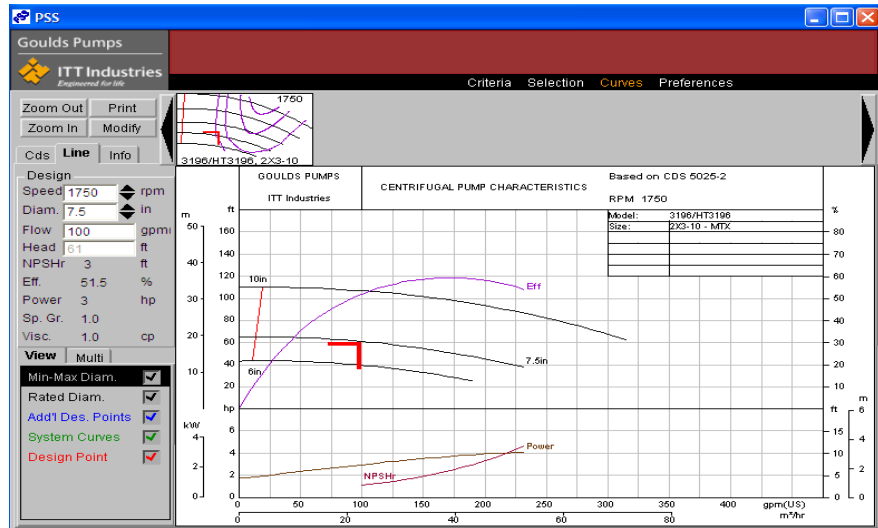 PSS
Goulds Pumps
ITT Industries
Engineered for life
Criteria Selection Curves Preferences
Zoom Out Print
Zoom In Modify
Cds Line Info
1750
3196/HT3196, 2X3-10
Design
Speed 1750 rpm
Diam. 7.5 in
Flow 100 gpm
Head 61 ft
NPSHr 3 ft
Eff. 51.5 %
Power 3 hp
Sp. Gr. 1.0
Visc. 1.0 cp
View Multi
Min-Max Diam.
Rated Diam.
Add'l Des. Points
System Curves
Design Point
GOULDS PUMPS
ITT Industries
CENTRIFUGAL PUMP CHARACTERISTICS
Based on CDS 5025-2
RPM 1750
Model: 3196/HT3196
Size: 2X3-10 - MTX
m ft %
50 160 80
140 70
40 120 60
10in
Eff
100 50
30
80 40
20 60 30
7.5in
40 20
10 6in
20 10
hp ft m
6
kW 6 15
4 4 10 4
Power
2 2 5 2
NPSHr
0 0 0 0
0 50 100 150 200 250 300 350 400 gpm(US)
0 20 40 60 80 m³/hr